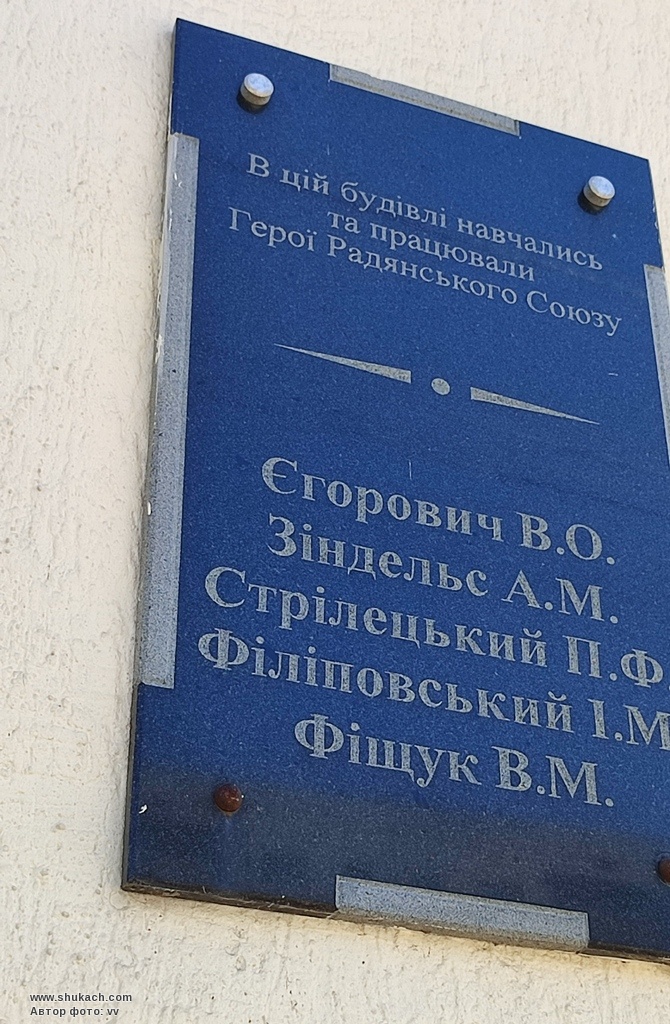 В цій будівлі навчались
та працювали
Герої Радянського Союзу
Єгорович В.О.
Зіндельс А.М.
Стрілецький П.Ф
Філіповський І.М
Фіщук В.М.
www.shukach.com
Автор фото: vv